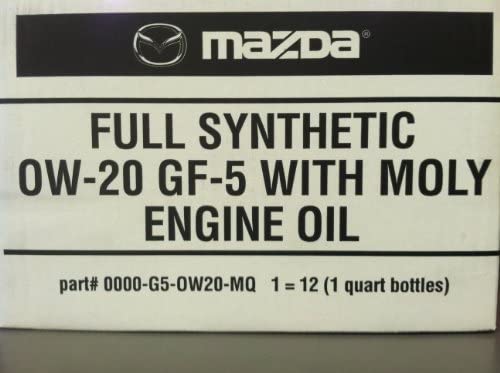 mazda®
FULL SYNTHETIC
0W-20 GF-5 WITH MOLY
ENGINE OIL
part# 0000-G5-0W20-MQ 1 = 12 (1 quart bottles)